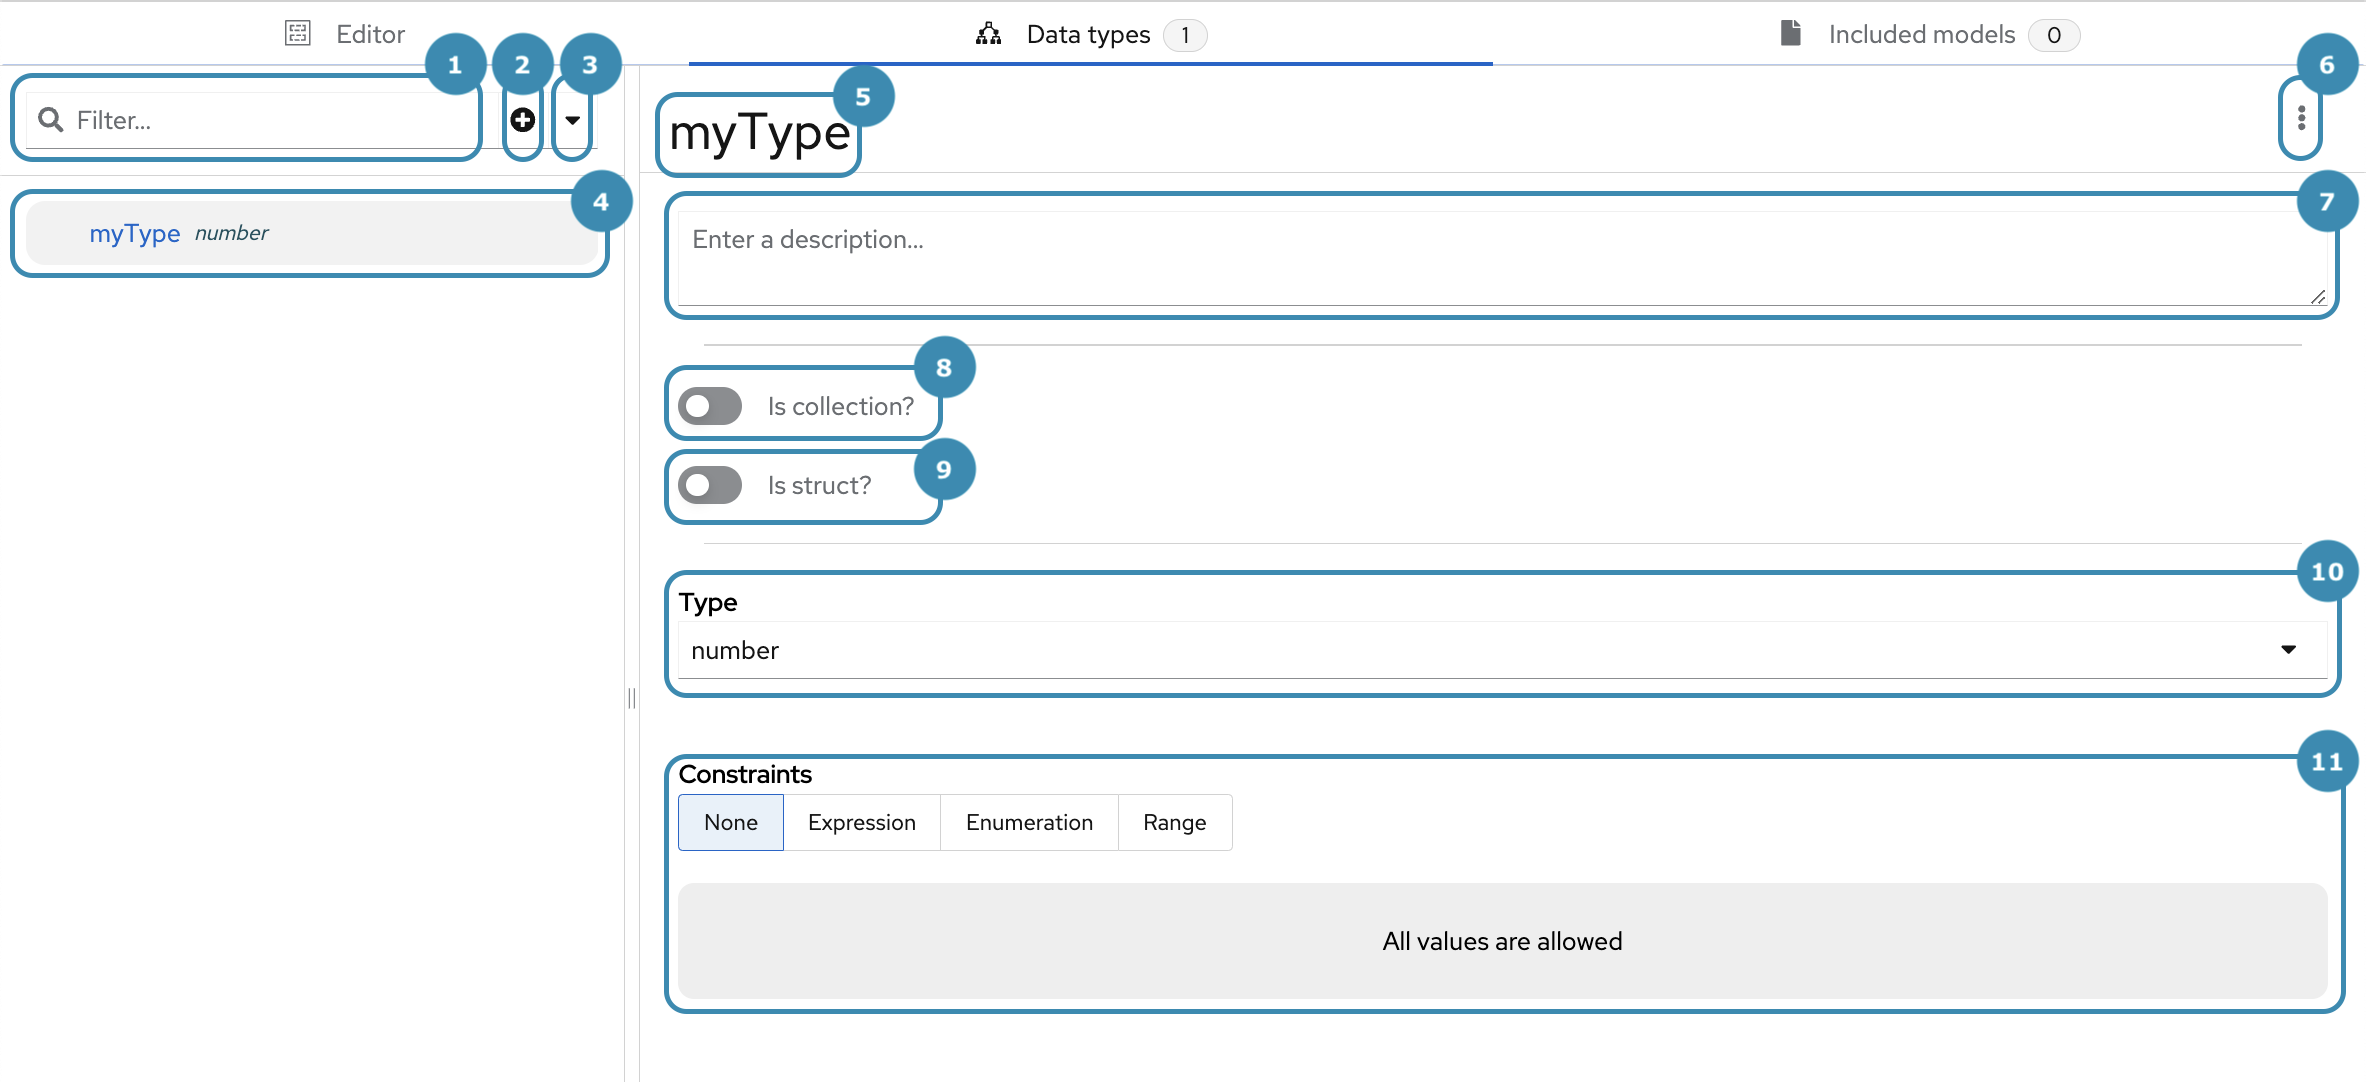 Editor
Data types 1
Included models 0
1
2
3
Filter...
4
myType number
5
myType
6
7
Enter a description...
8
Is collection?
9
Is struct?
10
Type
number
11
Constraints
None Expression Enumeration Range
All values are allowed